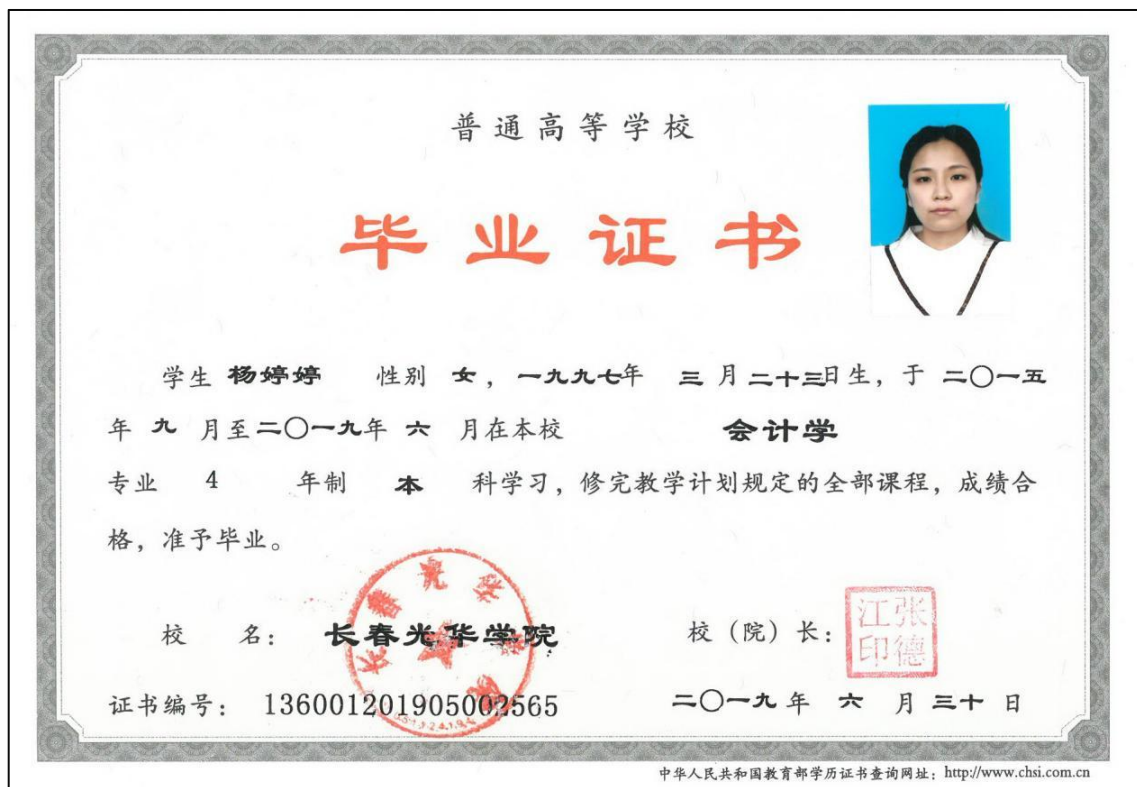 普通高等学校
毕业证书
学生 杨婷婷 性别 女，一九九七年 三 月 二十三日生，于 二〇一五
年 九 月至二〇一九年 六 月在本校 会计学
专业 4 年制 本 科学习，修完教学计划规定的全部课程，成绩合
格，准予毕业。
校 名： 长春光华学院 校（院）长： 张德江印
证书编号： 136001201905002565 二〇一九年 六 月 三十 日
中华人民共和国教育部学历证书查询网址：http://www.chsi.com.cn